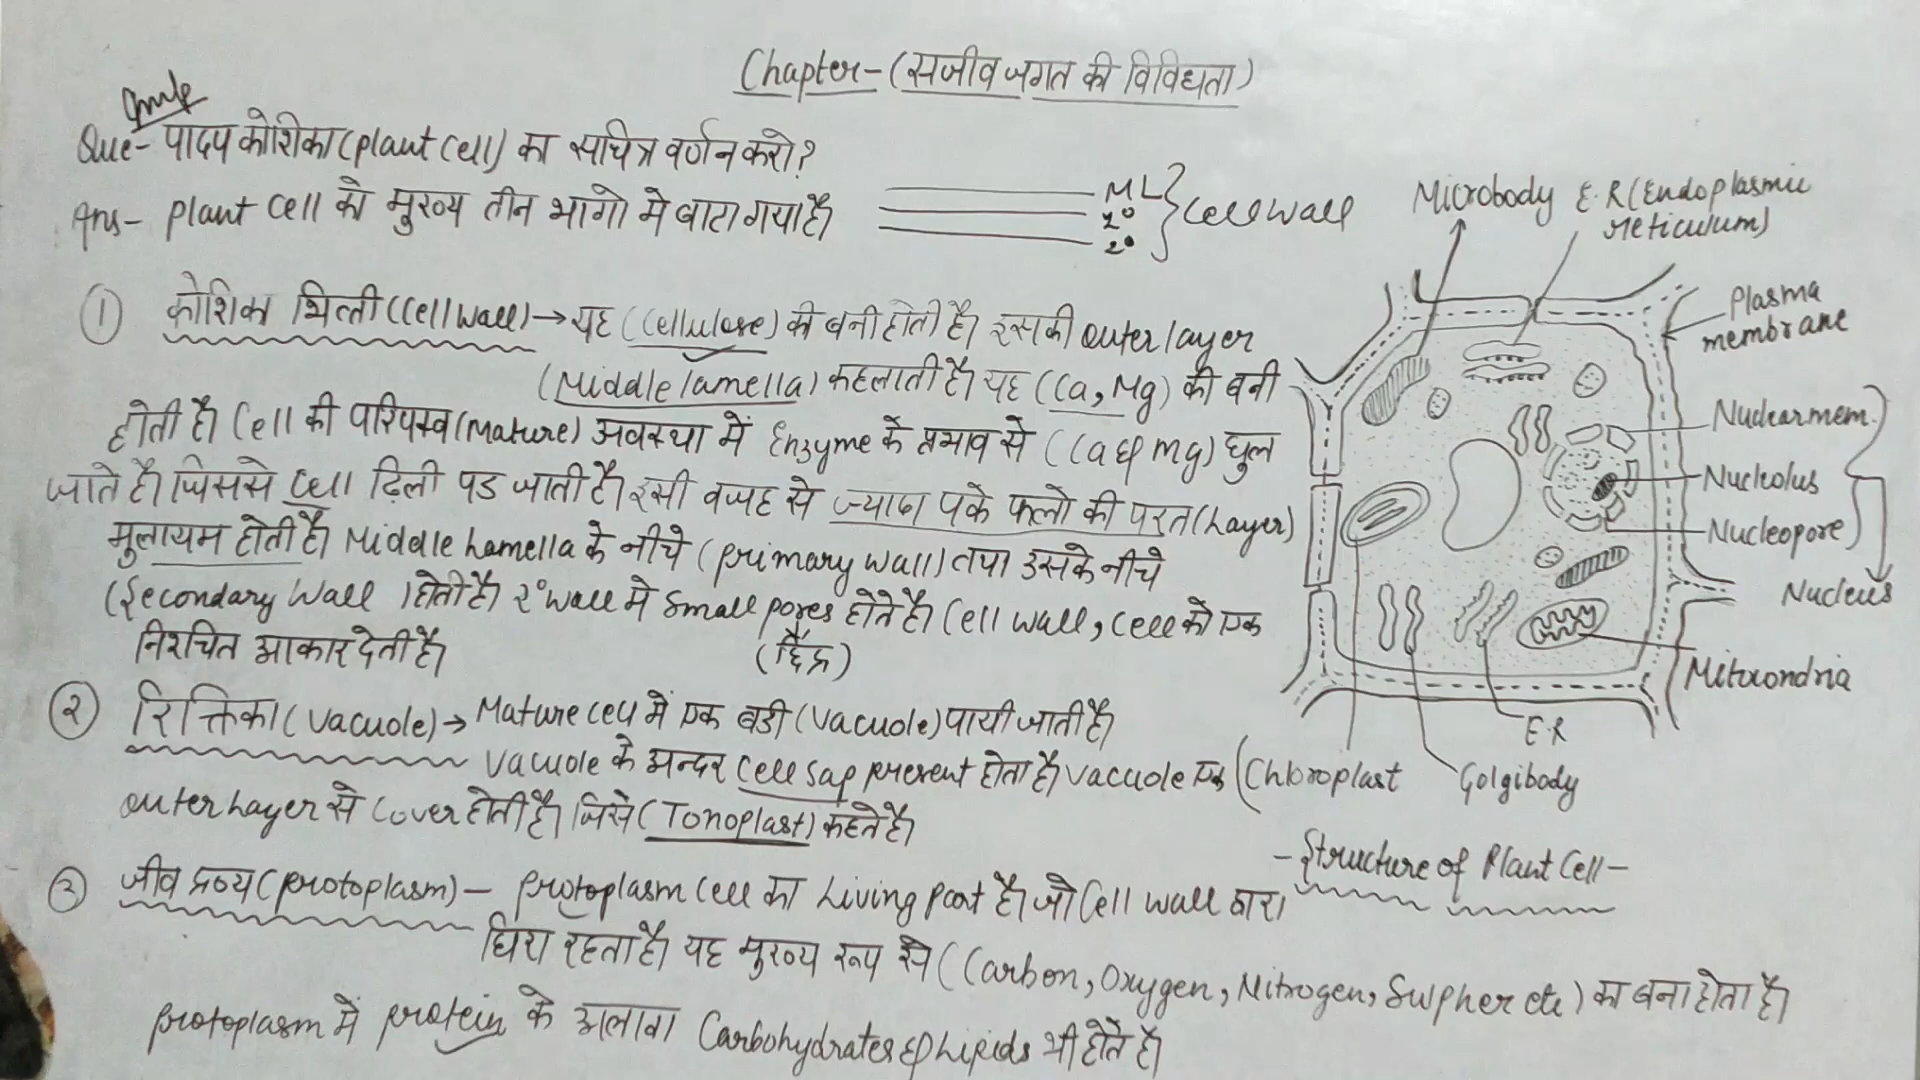 Chapter-(सजीव जगत की विविधता)
Imp
Que- पादप कोशिका (plant cell) का सचित्र वर्णन करो?
Ans- plant cell को मुख्य तीन भागो मे बाटा गया है।
ML
1°
2°
Cell wall
① कोशिका भित्ती (Cell wall) → यह (Cellulose) की बनी होती है। इसकी outer layer
(Middle lamella) कहलाती है। यह (Ca, Mg) की बनी
होती है। Cell की परिपक्व (Mature) अवस्था में Enzyme के प्रभाव से (Ca & Mg) घुल
जाते है। जिससे Cell ढिली पड जाती है। इसी वजह से ज्यादा पके फलो की परत (Layer)
मुलायम होती है। Middle Lamella के नीचे (primary wall) तथा उसके नीचे
(Secondary wall) होती है। 2° wall मे small pores होते है। Cell wall, cell को एक
(छिद्र)
निश्चित आकार देती है।
② रिक्तिका (Vacuole) → Mature cell में एक बडी (Vacuole) पायी जाती है।
Vacuole के अन्दर Cell sap present होता है। Vacuole एक
outer Layer से Cover होती है। जिसे (Tonoplast) कहते है।
③ जीव द्रव्य (protoplasm) - protoplasm cell का Living part है। जो Cell wall द्वारा
घिरा रहता है। यह मुख्य रूप से (Carbon, Oxygen, Nitrogen, Sulpher etc) का बना होता है।
protoplasm में protein के अलावा Carbohydrates & Lipids भी होते है।
Microbody
E.R (Endoplasmic
reticulum)
Plasma
membrane
Nuclear mem.
Nucleolus
Nucleopore
Nucleus
Mitocondria
E.R
Golgibody
Chloroplast
- Structure of Plant Cell -